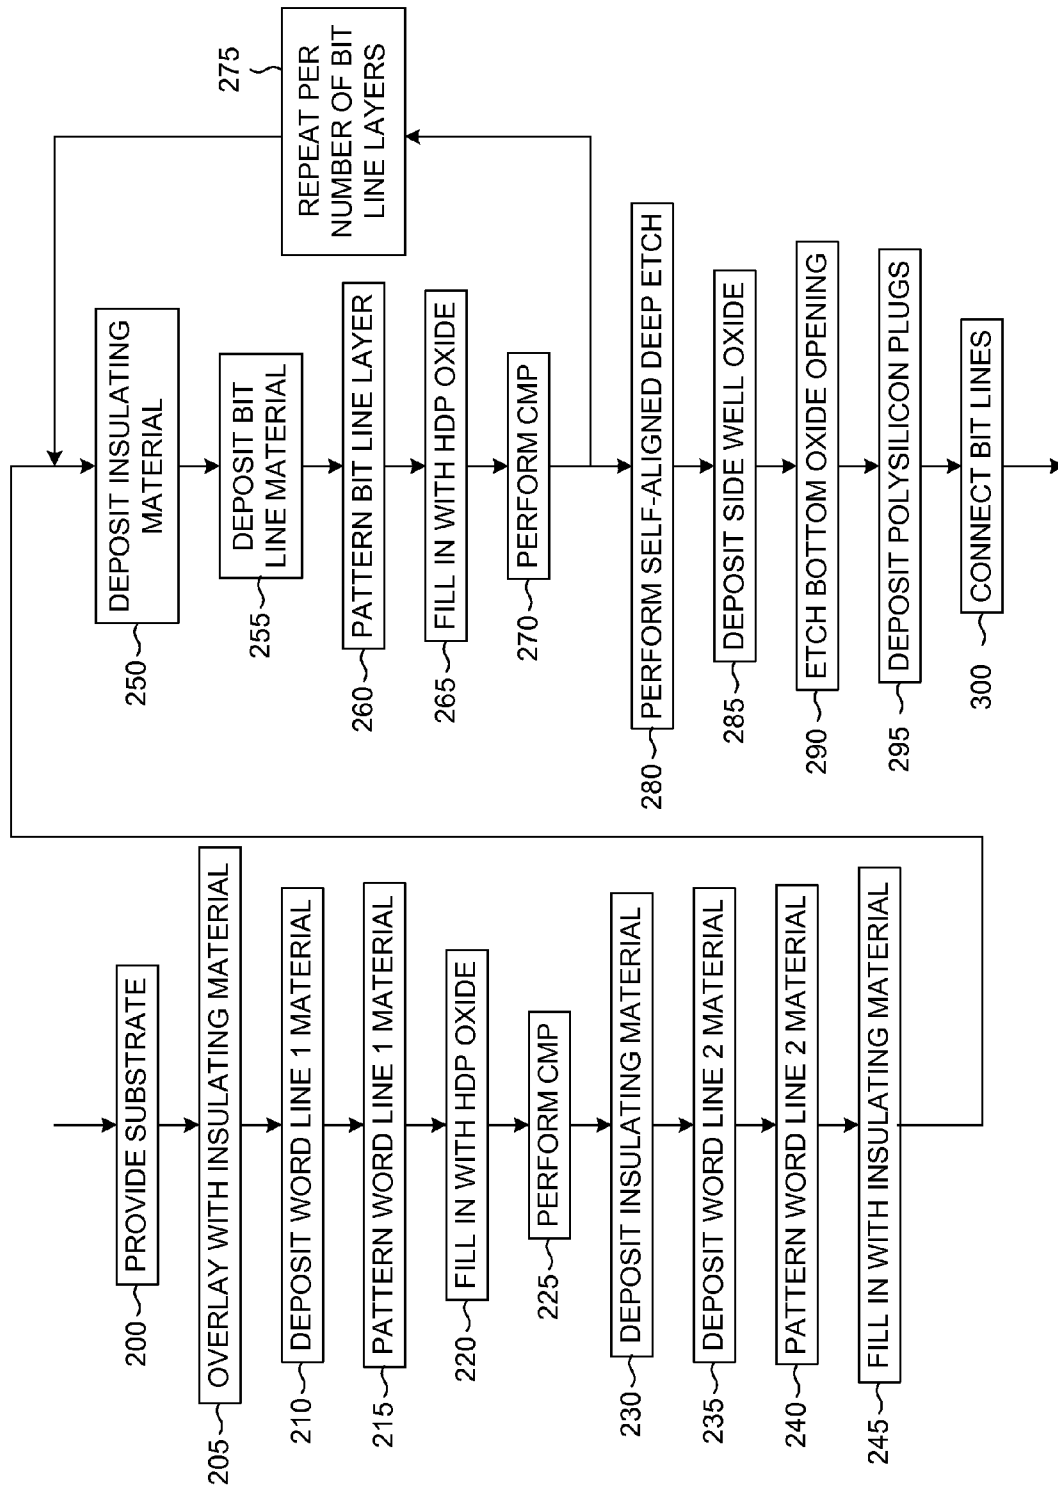 200
PROVIDE SUBSTRATE
205
OVERLAY WITH INSULATING MATERIAL
210
DEPOSIT WORD LINE 1 MATERIAL
215
PATTERN WORD LINE 1 MATERIAL
220
FILL IN WITH HDP OXIDE
225
PERFORM CMP
230
DEPOSIT INSULATING MATERIAL
235
DEPOSIT WORD LINE 2 MATERIAL
240
PATTERN WORD LINE 2 MATERIAL
245
FILL IN WITH INSULATING MATERIAL
250
DEPOSIT INSULATING
MATERIAL
255
DEPOSIT BIT
LINE MATERIAL
260
PATTERN BIT LINE LAYER
265
FILL IN WITH HDP OXIDE
270
PERFORM CMP
275
REPEAT PER
NUMBER OF BIT
LINE LAYERS
280
PERFORM SELF-ALIGNED DEEP ETCH
285
DEPOSIT SIDE WELL OXIDE
290
ETCH BOTTOM OXIDE OPENING
295
DEPOSIT POLYSILICON PLUGS
300
CONNECT BIT LINES